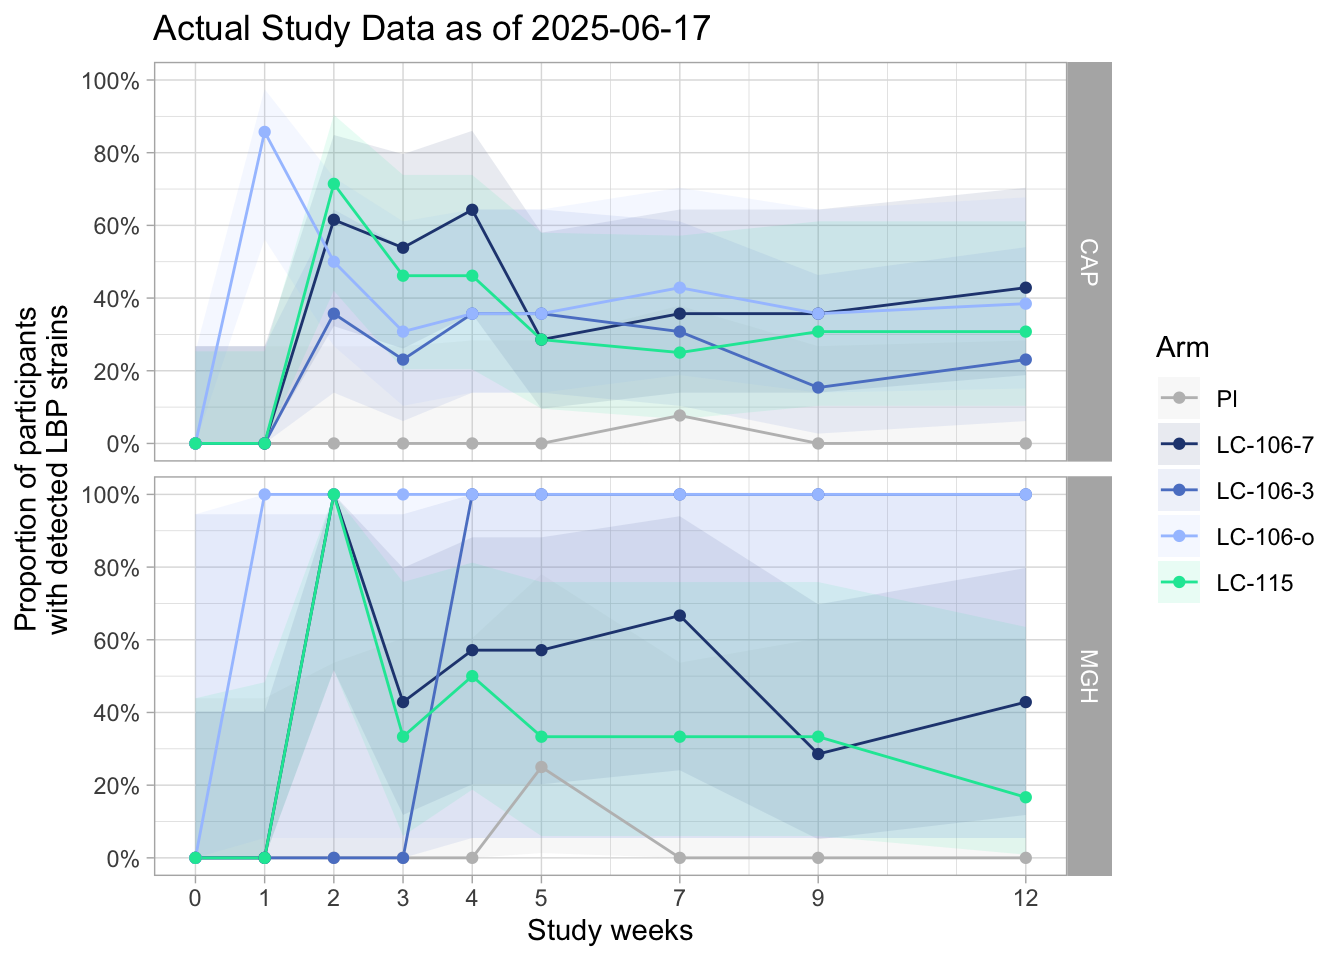 Actual Study Data as of 2025-06-17
Proportion of participants
with detected LBP strains
100%
80%
60%
40%
20%
0%
CAP
100%
80%
60%
40%
20%
0%
MGH
0 1 2 3 4 5 7 9 12
Study weeks
Arm
Pl
LC-106-7
LC-106-3
LC-106-o
LC-115